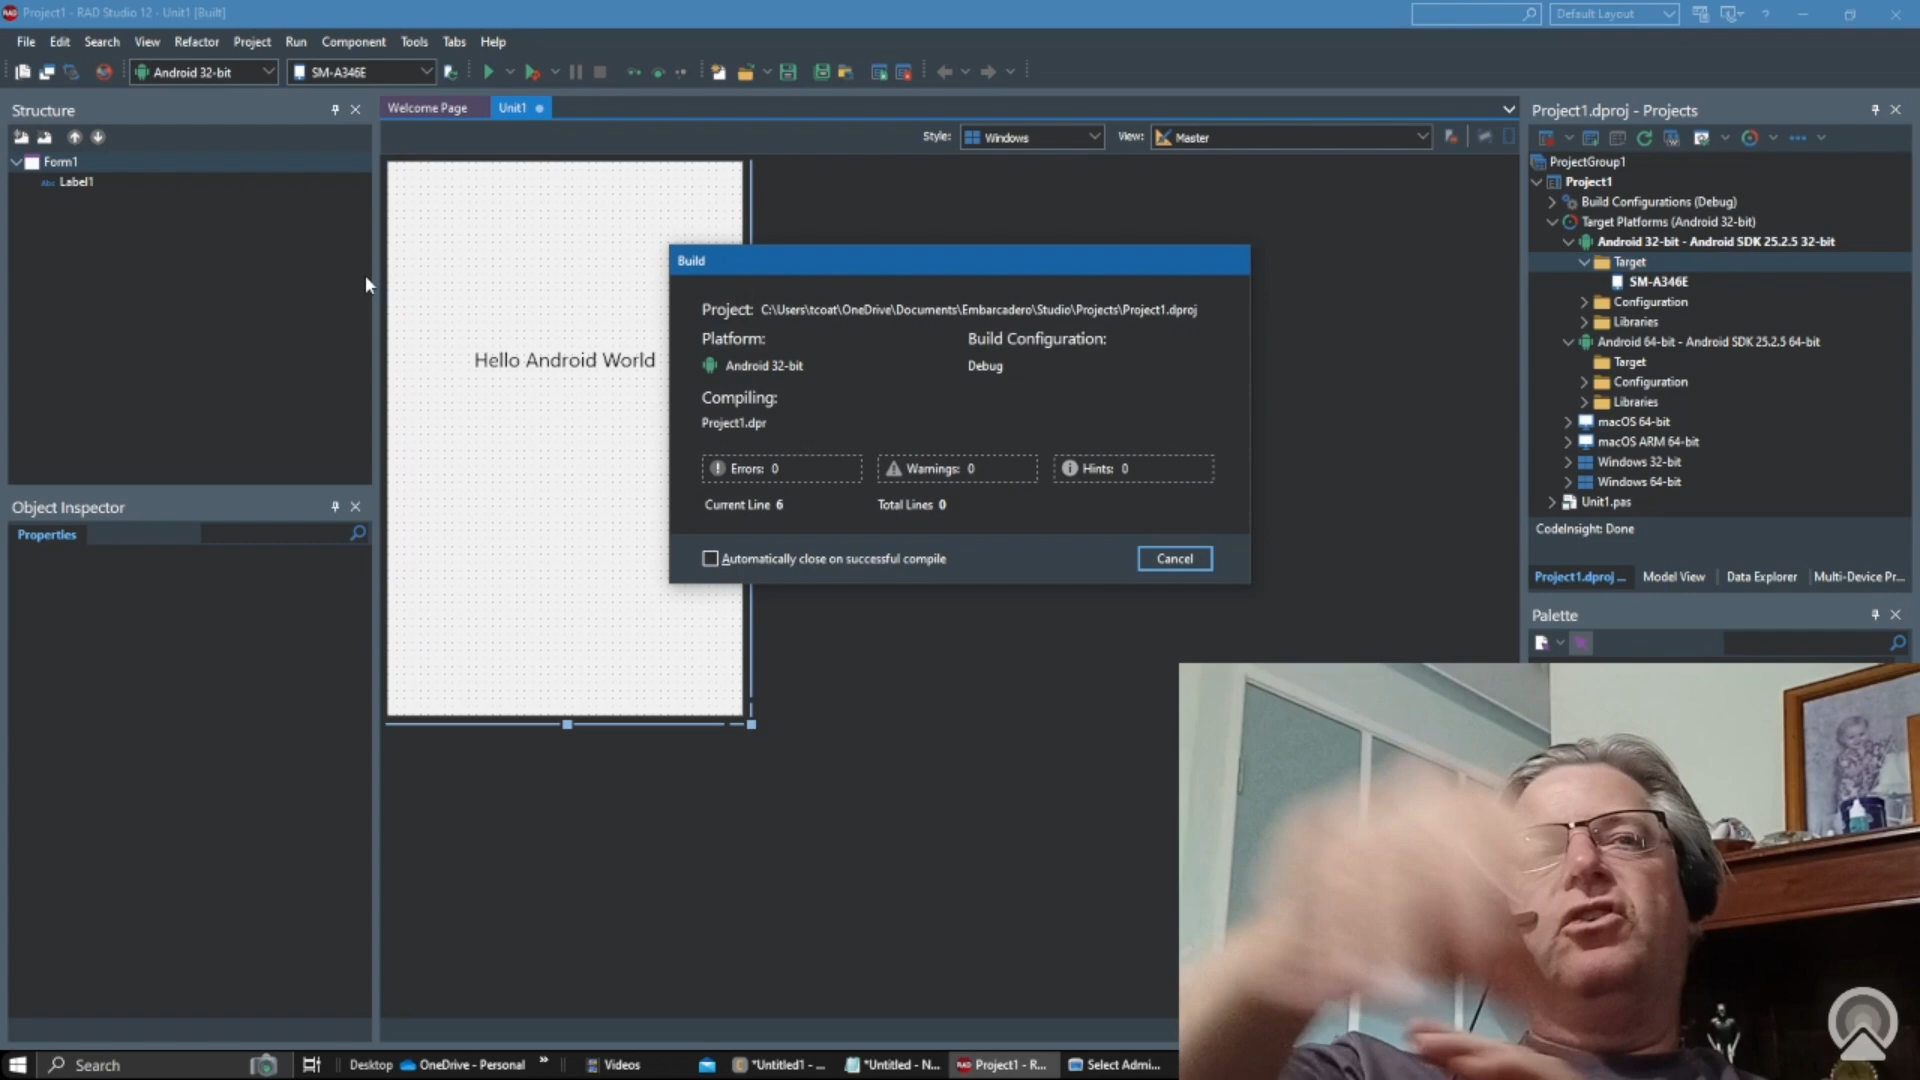 Project1 - RAD Studio 12 - Unit1 [Built]
Default Layout
File Edit Search View Refactor Project Run Component Tools Tabs Help
Android 32-bit
SM-A346E
Structure
Form1
Label1
Object Inspector
Properties
Welcome Page
Unit1
Style: Windows
View: Master
Hello Android World
Build
Project: C:\Users\tcoat\OneDrive\Documents\Embarcadero\Studio\Projects\Project1.dproj
Platform: Build Configuration:
Android 32-bit Debug
Compiling:
Project1.dpr
Errors: 0 Warnings: 0 Hints: 0
Current Line 6 Total Lines 0
Automatically close on successful compile
Cancel
Project1.dproj - Projects
ProjectGroup1
Project1
Build Configurations (Debug)
Target Platforms (Android 32-bit)
Android 32-bit - Android SDK 25.2.5 32-bit
Target
SM-A346E
Configuration
Libraries
Android 64-bit - Android SDK 25.2.5 64-bit
Target
Configuration
Libraries
macOS 64-bit
macOS ARM 64-bit
Windows 32-bit
Windows 64-bit
Unit1.pas
CodeInsight: Done
Project1.dproj ... Model View Data Explorer Multi-Device Pr...
Palette
Search Desktop OneDrive - Personal Videos *Untitled1 - ... *Untitled - N... Project1 - R... Select Admi...